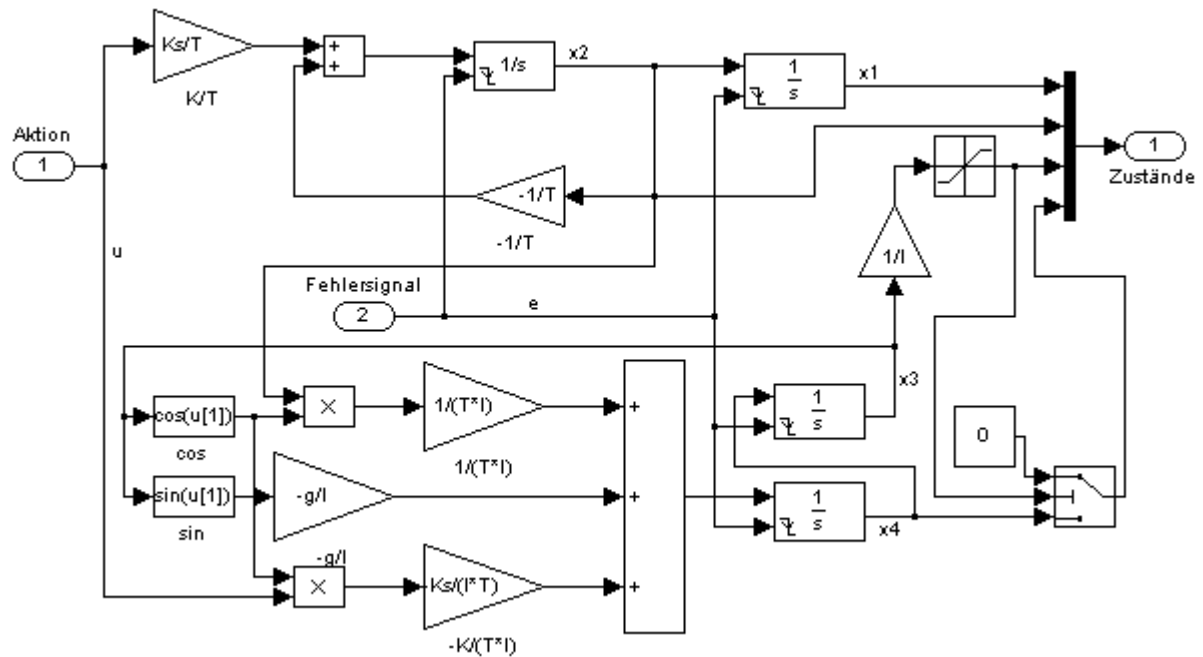 Ks/T
K/T
+
+
1/s
x2
1
s
x1
Aktion
1
1
Zustände
-1/T
-1/T
u
1/l
Fehlersignal
2
e
x3
cos(u[1])
cos
×
1/(T*l)
1/(T*l)
+
1
s
0
sin(u[1])
sin
-g/l
-g/l
+
1
s
x4
×
Ks/(l*T)
-K/(T*l)
+